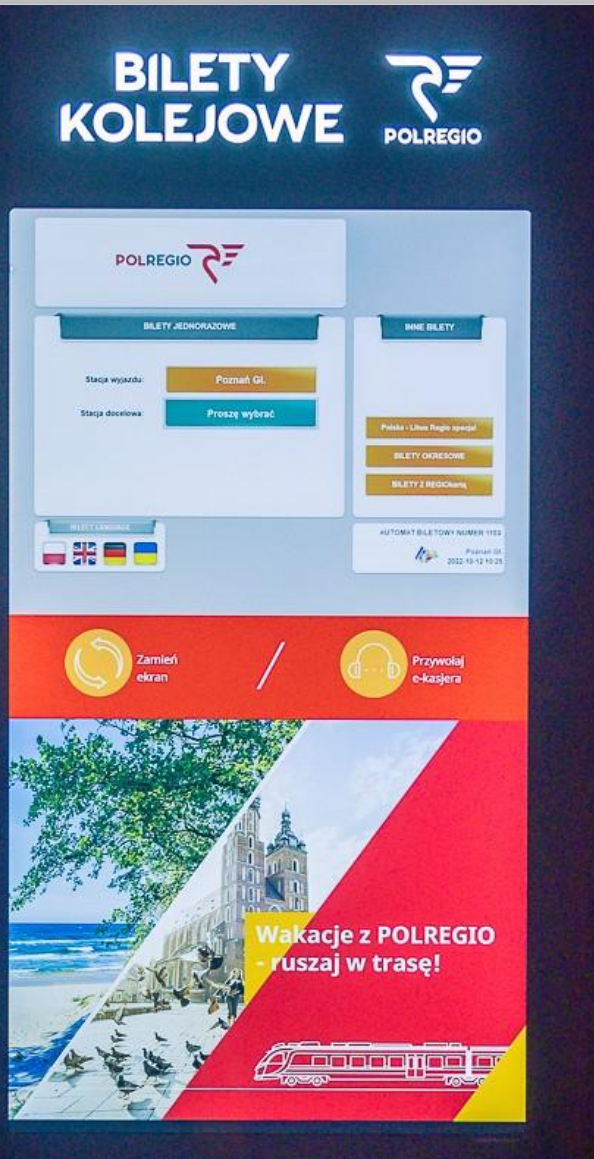 BILETY
KOLEJOWE
POLREGIO
POLREGIO
BILETY JEDNORAZOWE
Stacja wyjazdu:
Poznań Gł.
Stacja docelowa:
Proszę wybrać
INNE BILETY
Polska - Litwa Regio specjal
BILETY OKRESOWE
BILETY Z REGIOkartą
SELECT LANGUAGE
AUTOMAT BILETOWY NUMER 1103
Poznań Gł.
2022-10-12 10:25
Zamień
ekran
/
Przywołaj
e-kasjera
Wakacje z POLREGIO
- ruszaj w trasę!